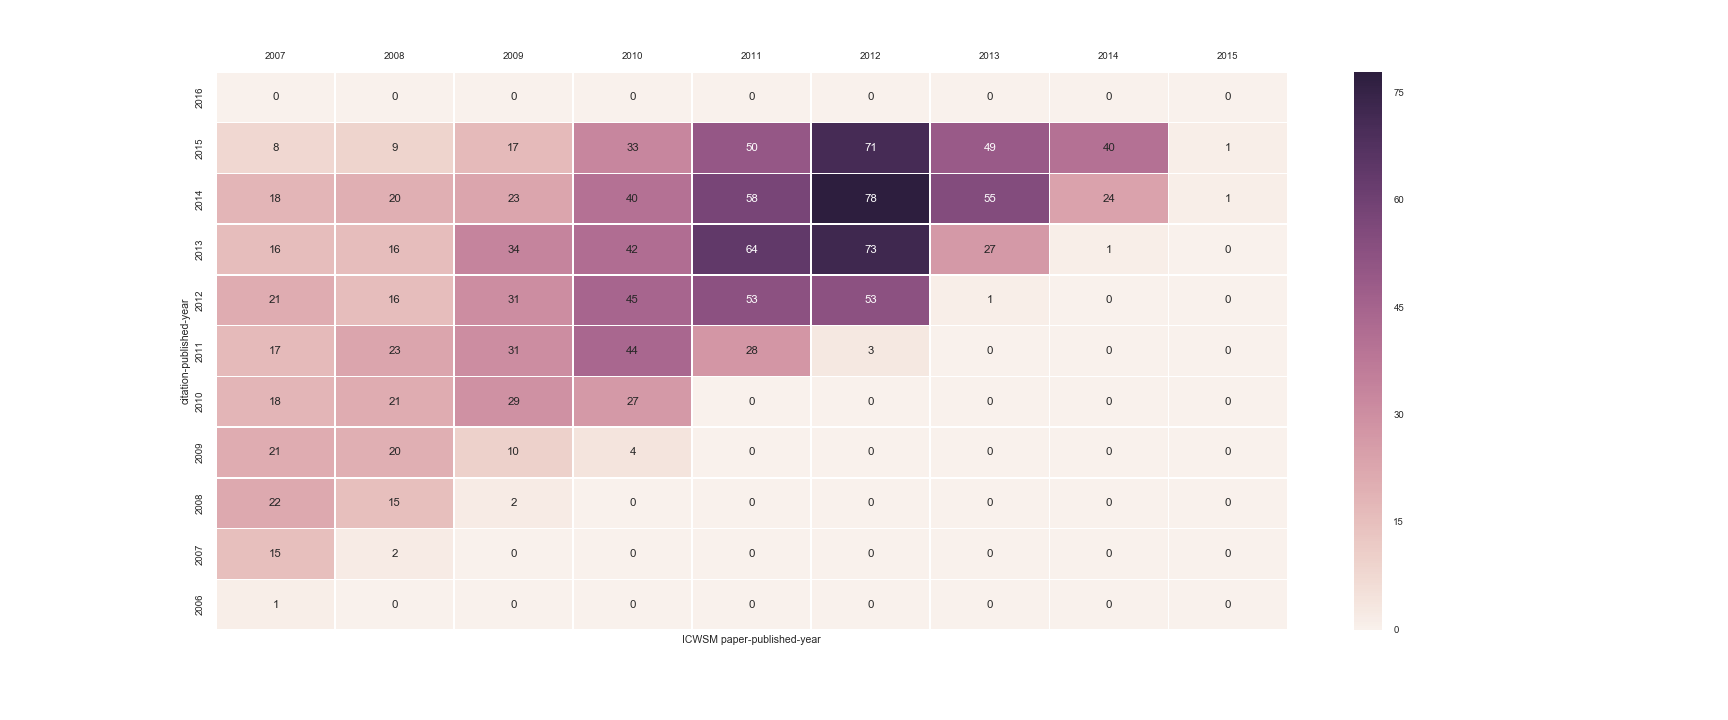 2007 2008 2009 2010 2011 2012 2013 2014 2015
2016 0 0 0 0 0 0 0 0 0
2015 8 9 17 33 50 71 49 40 1
2014 18 20 23 40 58 78 55 24 1
2013 16 16 34 42 64 73 27 1 0
2012 21 16 31 45 53 53 1 0 0
2011 17 23 31 44 28 3 0 0 0
2010 18 21 29 27 0 0 0 0 0
2009 21 20 10 4 0 0 0 0 0
2008 22 15 2 0 0 0 0 0 0
2007 15 2 0 0 0 0 0 0 0
2006 1 0 0 0 0 0 0 0 0
citation-published-year
ICWSM paper-published-year
75
60
45
30
15
0